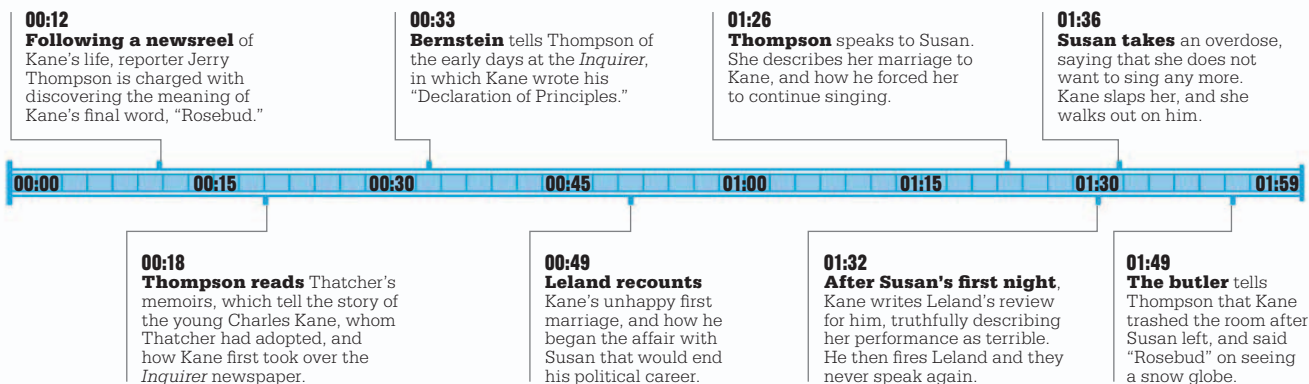 00:12
Following a newsreel of
Kane's life, reporter Jerry
Thompson is charged with
discovering the meaning of
Kane's final word, “Rosebud.”
00:33
Bernstein tells Thompson of
the early days at the Inquirer,
in which Kane wrote his
“Declaration of Principles.”
01:26
Thompson speaks to Susan.
She describes her marriage to
Kane, and how he forced her
to continue singing.
01:36
Susan takes an overdose,
saying that she does not
want to sing any more.
Kane slaps her, and she
walks out on him.
00:00 00:15 00:30 00:45 01:00 01:15 01:30 01:59
00:18
Thompson reads Thatcher's
memoirs, which tell the story of
the young Charles Kane, whom
Thatcher had adopted, and
how Kane first took over the
Inquirer newspaper.
00:49
Leland recounts
Kane's unhappy first
marriage, and how he
began the affair with
Susan that would end
his political career.
01:32
After Susan's first night,
Kane writes Leland's review
for him, truthfully describing
her performance as terrible.
He then fires Leland and they
never speak again.
01:49
The butler tells
Thompson that Kane
trashed the room after
Susan left, and said
“Rosebud” on seeing
a snow globe.